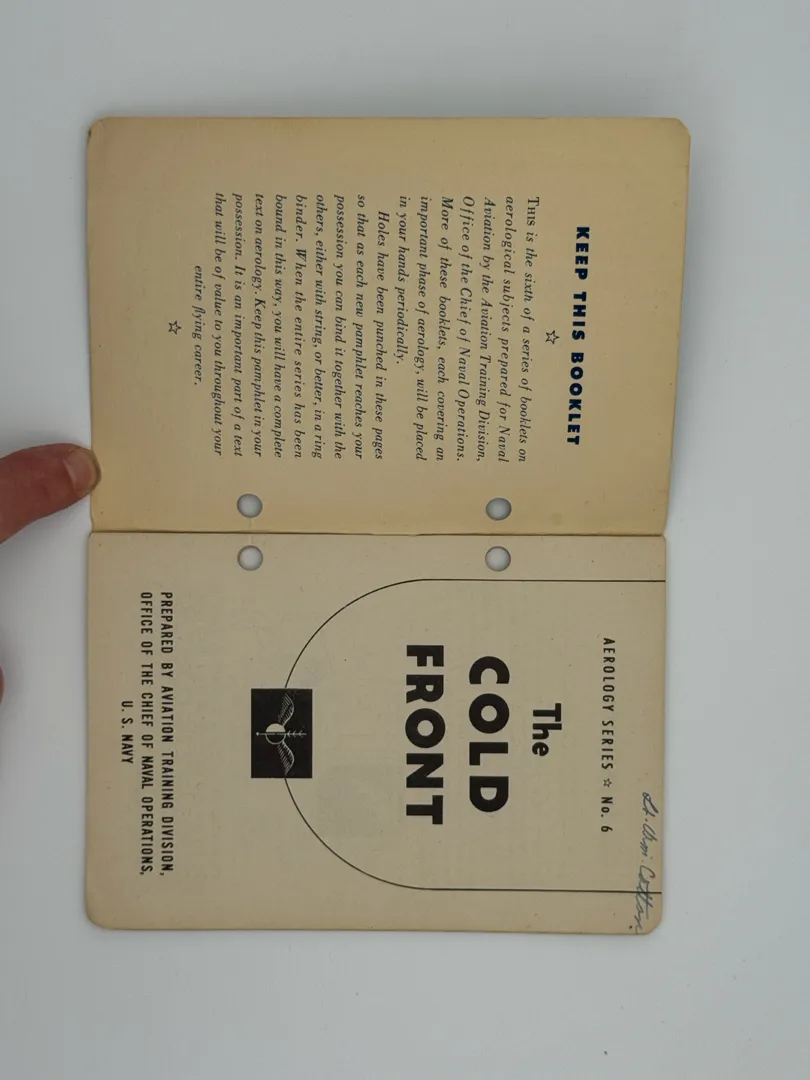 KEEP THIS BOOKLET
☆
THIS is the sixth of a series of booklets on
aerological subjects prepared for Naval
Aviation by the Aviation Training Division,
Office of the Chief of Naval Operations.
More of these booklets, each covering an
important phase of aerology, will be placed
in your hands periodically.
Holes have been punched in these pages
so that as each new pamphlet reaches your
possession you can bind it together with the
others, either with string, or better, in a ring
binder. When the entire series has been
bound in this way, you will have a complete
text on aerology. Keep this pamphlet in your
possession. It is an important part of a text
that will be of value to you throughout your
entire flying career.
☆
Lt. Wm. Cotton.
AEROLOGY SERIES ☆ No. 6
The
COLD
FRONT
PREPARED BY AVIATION TRAINING DIVISION,
OFFICE OF THE CHIEF OF NAVAL OPERATIONS,
U. S. NAVY